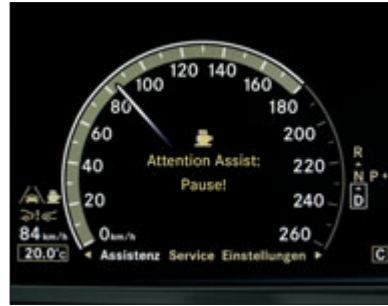 120 140
100 160
80 180
60 200
40 220
20 240
0 km/h 260
Attention Assist:
Pause!
84 km/h
20.0°C
Assistenz Service Einstellungen
R
N P
D
C